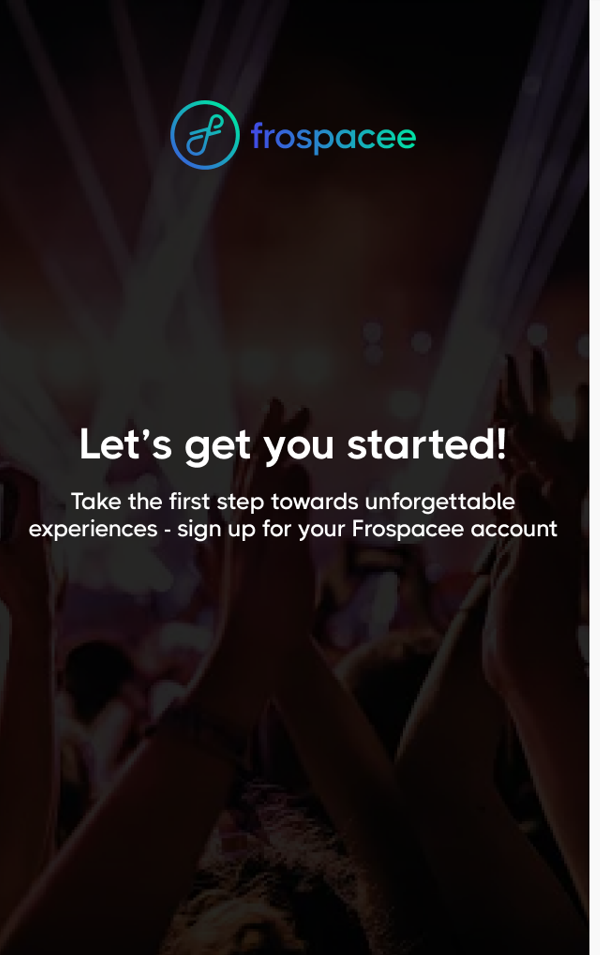 frospacee
Let's get you started!
Take the first step towards unforgettable
experiences - sign up for your Frospacee account